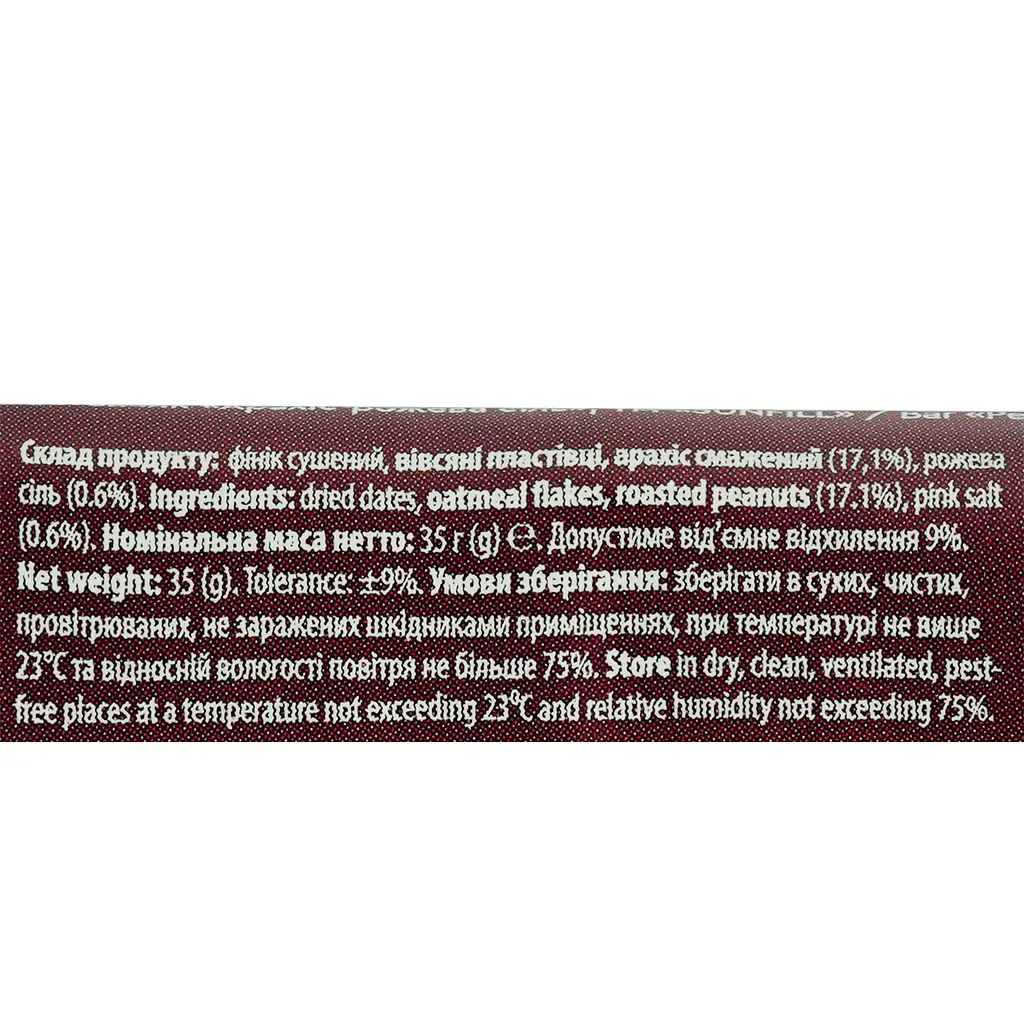 SUNFILL» / Bar «Pe
Склад продукту: фінік сушений, вівсяні пластівці, арахіс смажений (17,1%), рожева
сіль (0.6%). Ingredients: dried dates, oatmeal flakes, roasted peanuts (17.1%), pink salt
(0.6%). Номінальна маса нетто: 35 г (g) ℮. Допустиме від'ємне відхилення 9%.
Net weight: 35 (g). Tolerance: ±9%. Умови зберігання: зберігати в сухих, чистих,
провітрюваних, не заражених шкідниками приміщеннях, при температурі не вище
23°C та відносній вологості повітря не більше 75%. Store in dry, clean, ventilated, pest-
free places at a temperature not exceeding 23°C and relative humidity not exceeding 75%.